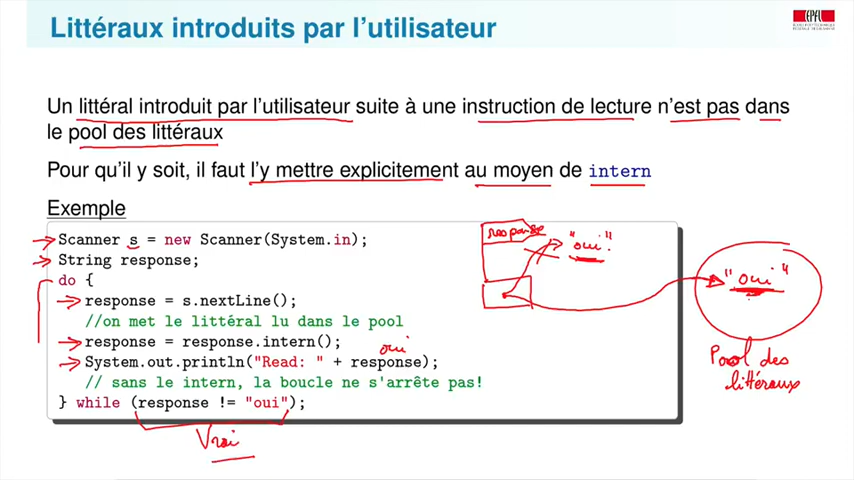 Littéraux introduits par l'utilisateur
EPFL
Un littéral introduit par l'utilisateur suite à une instruction de lecture n'est pas dans
le pool des littéraux
Pour qu'il y soit, il faut l'y mettre explicitement au moyen de intern
Exemple
Scanner s = new Scanner(System.in);
String response;
do {
response = s.nextLine();
//on met le littéral lu dans le pool
response = response.intern();
oui
System.out.println("Read: " + response);
// sans le intern, la boucle ne s'arrête pas!
} while (response != "oui");
Vrai
response
"oui"
"oui"
Pool des
littéraux